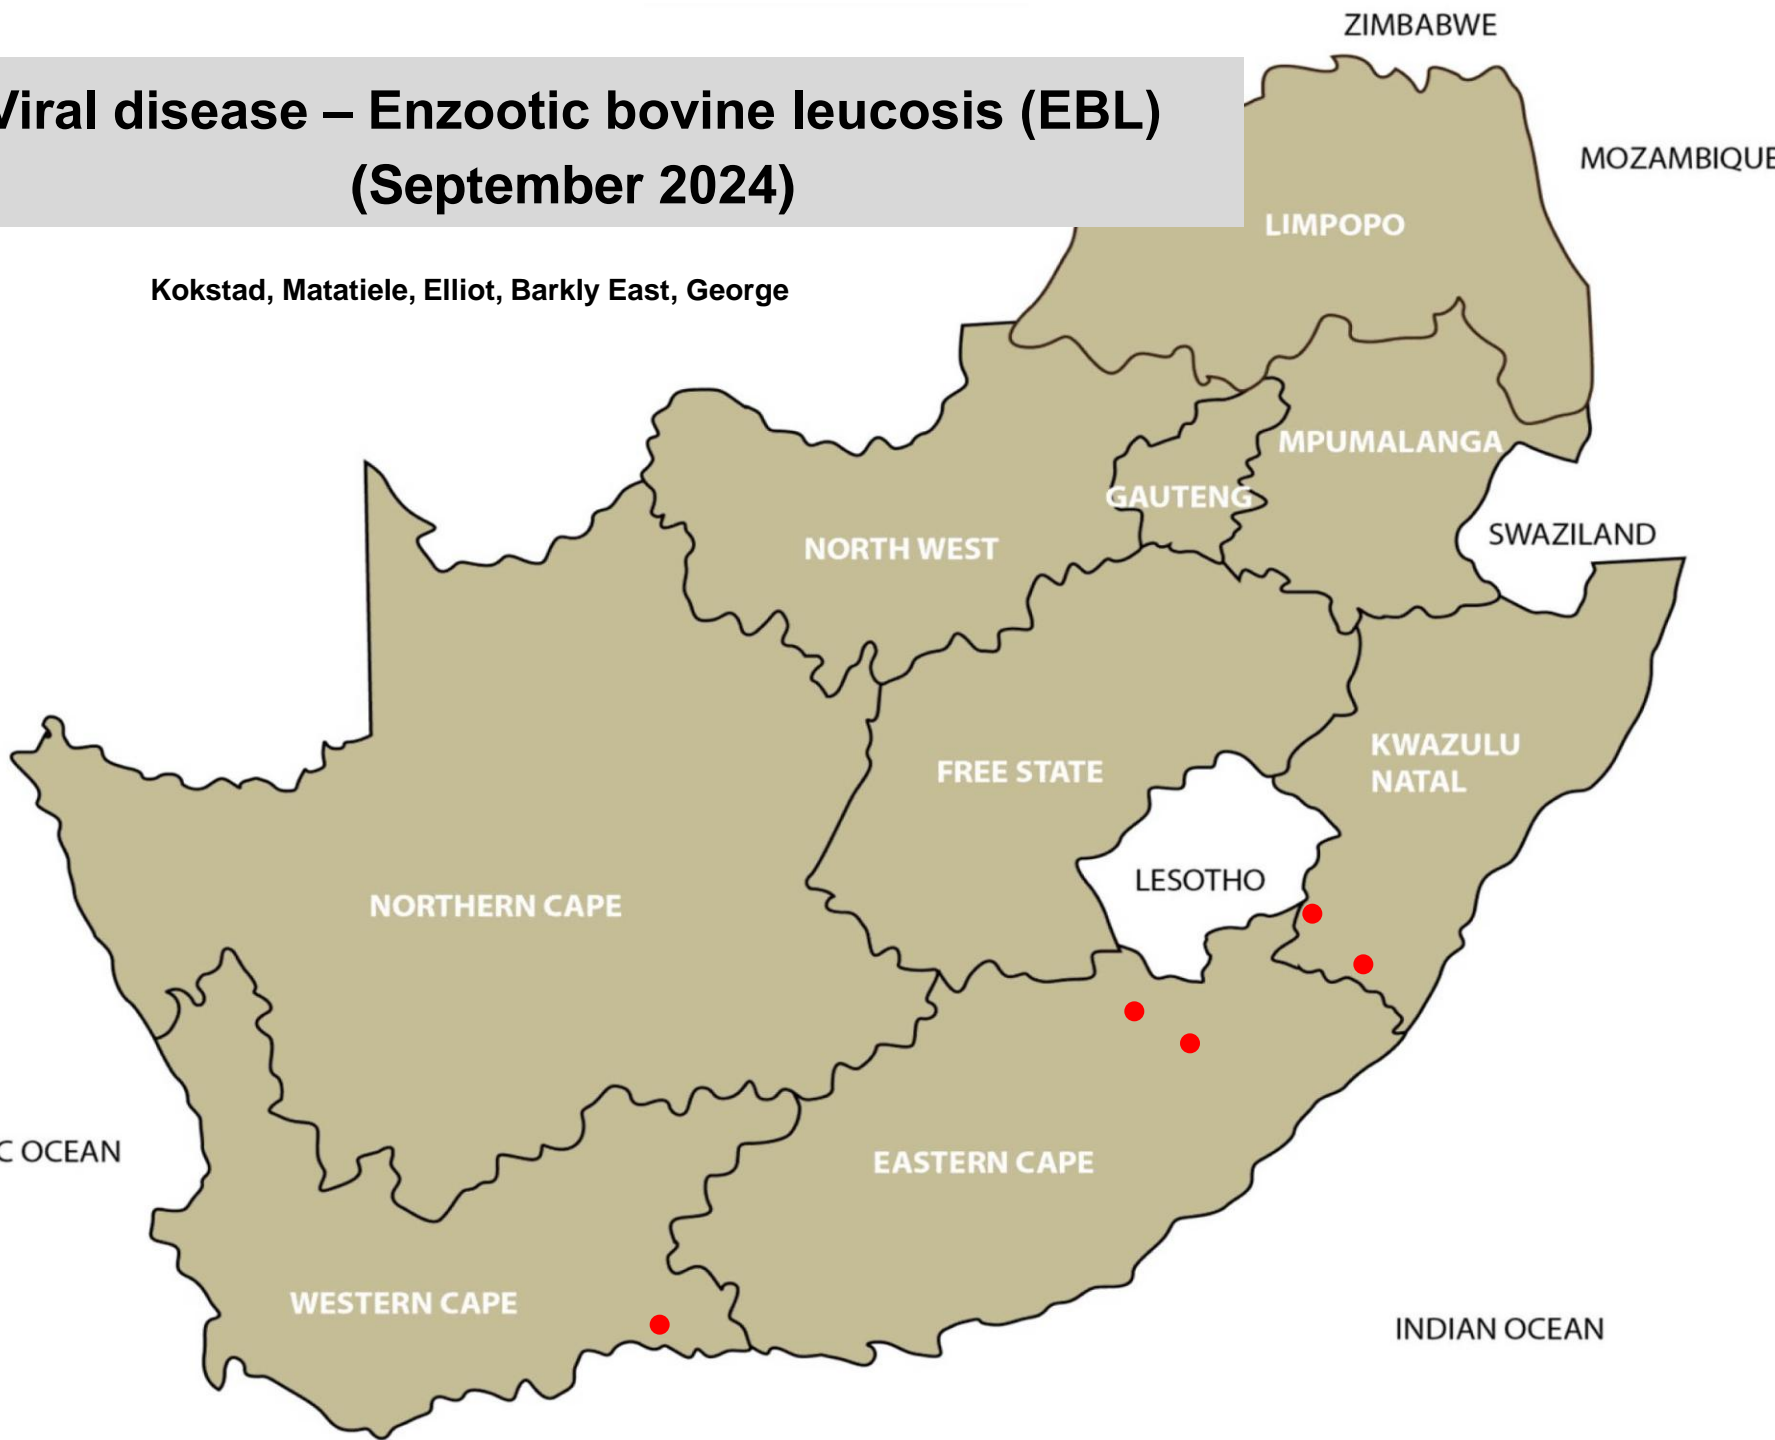 ZIMBABWE
Viral disease – Enzootic bovine leucosis (EBL)
(September 2024)
MOZAMBIQUE
LIMPOPO
Kokstad, Matatiele, Elliot, Barkly East, George
MPUMALANGA
GAUTENG
SWAZILAND
NORTH WEST
KWAZULU
NATAL
FREE STATE
LESOTHO
NORTHERN CAPE
C OCEAN
EASTERN CAPE
WESTERN CAPE
INDIAN OCEAN